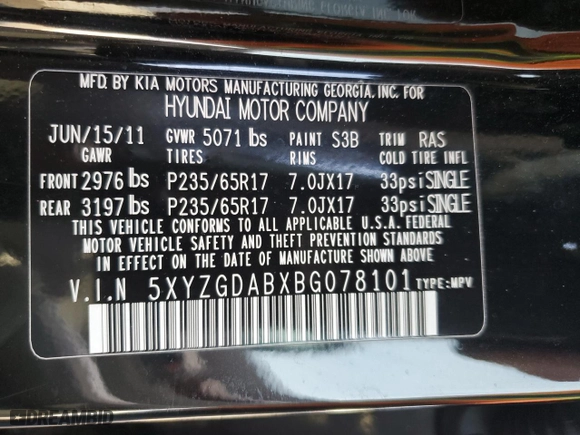 MFD. BY KIA MOTORS MANUFACTURING GEORGIA, INC. FOR
HYUNDAI MOTOR COMPANY
JUN/15/11 GVWR 5071 lbs PAINT S3B TRIM RAS
GAWR TIRES RIMS COLD TIRE INFL
FRONT 2976 lbs P235/65R17 7.0JX17 33psi SINGLE
REAR 3197 lbs P235/65R17 7.0JX17 33psi SINGLE
THIS VEHICLE CONFORMS TO ALL APPLICABLE U.S.A. FEDERAL
MOTOR VEHICLE SAFETY AND THEFT PREVENTION STANDARDS
IN EFFECT ON THE DATE OF MANUFACTURE SHOWN ABOVE
V.I.N 5XYZGDABXBG078101 TYPE:MPV
DREAMBID